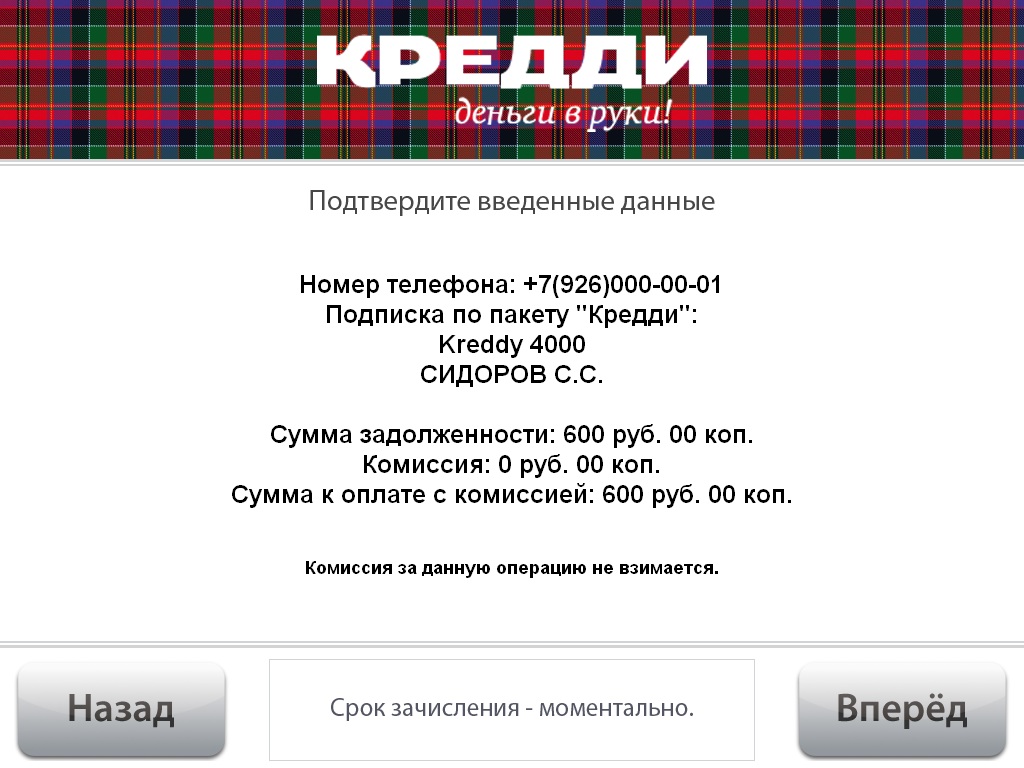 КРЕДДИ
деньги в руки!
Подтвердите введенные данные
Номер телефона: +7(926)000-00-01
Подписка по пакету "Кредди":
Kreddy 4000
СИДОРОВ С.С.
Сумма задолженности: 600 руб. 00 коп.
Комиссия: 0 руб. 00 коп.
Сумма к оплате с комиссией: 600 руб. 00 коп.
Комиссия за данную операцию не взимается.
Назад
Срок зачисления - моментально.
Вперёд